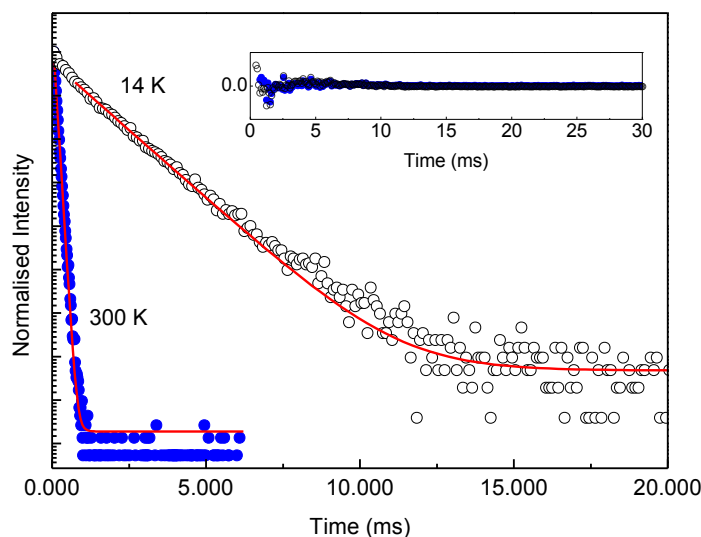 14 K
300 K
Normalised Intensity
0.000 5.000 10.000 15.000 20.000
Time (ms)
0.0
0 5 10 15 20 25 30
Time (ms)